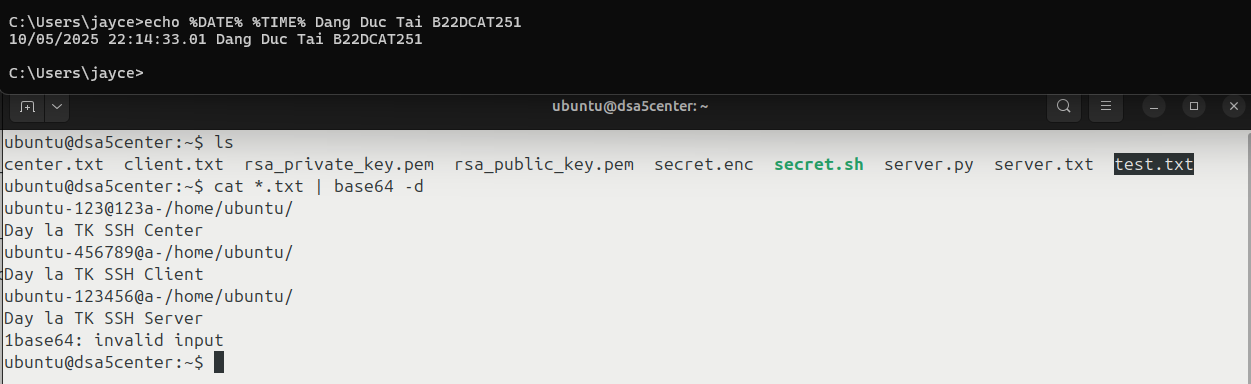 C:\Users\jayce>echo %DATE% %TIME% Dang Duc Tai B22DCAT251
10/05/2025 22:14:33.01 Dang Duc Tai B22DCAT251
C:\Users\jayce>
ubuntu@dsa5center: ~
ubuntu@dsa5center:~$ ls
center.txt client.txt rsa_private_key.pem rsa_public_key.pem secret.enc secret.sh server.py server.txt test.txt
ubuntu@dsa5center:~$ cat *.txt | base64 -d
ubuntu-123@123a-/home/ubuntu/
Day la TK SSH Center
ubuntu-456789@a-/home/ubuntu/
Day la TK SSH Client
ubuntu-123456@a-/home/ubuntu/
Day la TK SSH Server
1base64: invalid input
ubuntu@dsa5center:~$